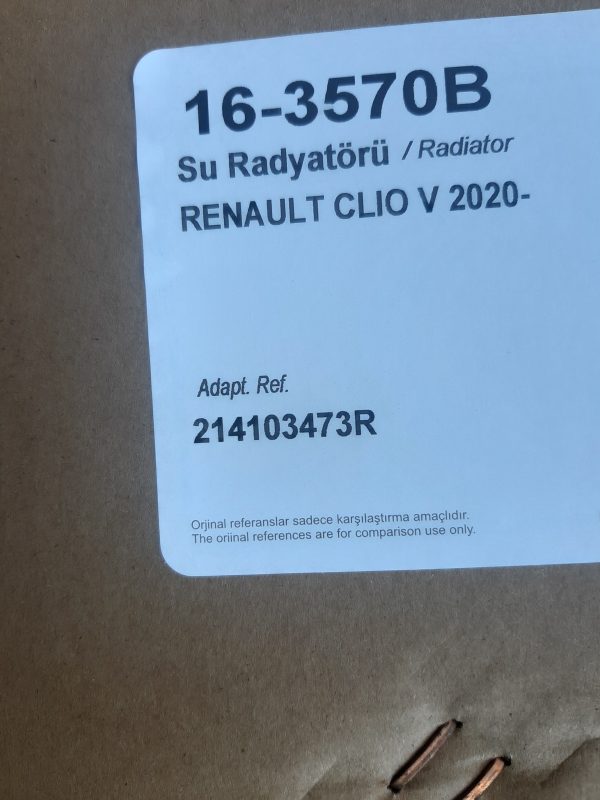 16-3570B
Su Radyatörü / Radiator
RENAULT CLIO V 2020-
Adapt. Ref.
214103473R
Orjinal referanslar sadece karşılaştırma amaçlıdır.
The oriinal references are for comparison use only.